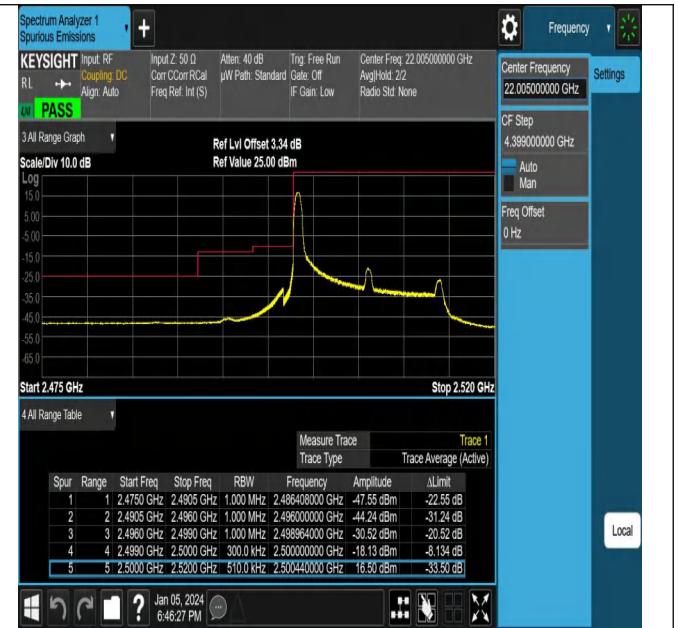 Spectrum Analyzer 1
Spurious Emissions
Frequency
KEYSIGHT
Input: RF
Input Z: 50 Ω
Atten: 40 dB
Trig: Free Run
Center Freq: 22.005000000 GHz
RL
Coupling: DC
Corr CCorr RCal
µW Path: Standard
Gate: Off
Avg|Hold: 2/2
Align: Auto
Freq Ref: Int (S)
IF Gain: Low
Radio Std: None
PASS
3 All Range Graph
Ref Lvl Offset 3.34 dB
Scale/Div 10.0 dB
Ref Value 25.00 dBm
Log
15.0
5.00
-5.00
-15.0
-25.0
-35.0
-45.0
-55.0
-65.0
Start 2.475 GHz
Stop 2.520 GHz
4 All Range Table
Measure Trace
Trace 1
Trace Type
Trace Average (Active)
Spur Range Start Freq Stop Freq RBW Frequency Amplitude ∆Limit
1 1 2.4750 GHz 2.4905 GHz 1.000 MHz 2.486408000 GHz -47.55 dBm -22.55 dB
2 2 2.4905 GHz 2.4960 GHz 1.000 MHz 2.496000000 GHz -44.24 dBm -31.24 dB
3 3 2.4960 GHz 2.4990 GHz 1.000 MHz 2.498964000 GHz -30.52 dBm -20.52 dB
4 4 2.4990 GHz 2.5000 GHz 300.0 kHz 2.500000000 GHz -18.13 dBm -8.134 dB
5 5 2.5000 GHz 2.5200 GHz 510.0 kHz 2.500440000 GHz 16.50 dBm -33.50 dB
Center Frequency
22.005000000 GHz
Settings
CF Step
4.399000000 GHz
Auto
Man
Freq Offset
0 Hz
Local
Jan 05, 2024
6:46:27 PM